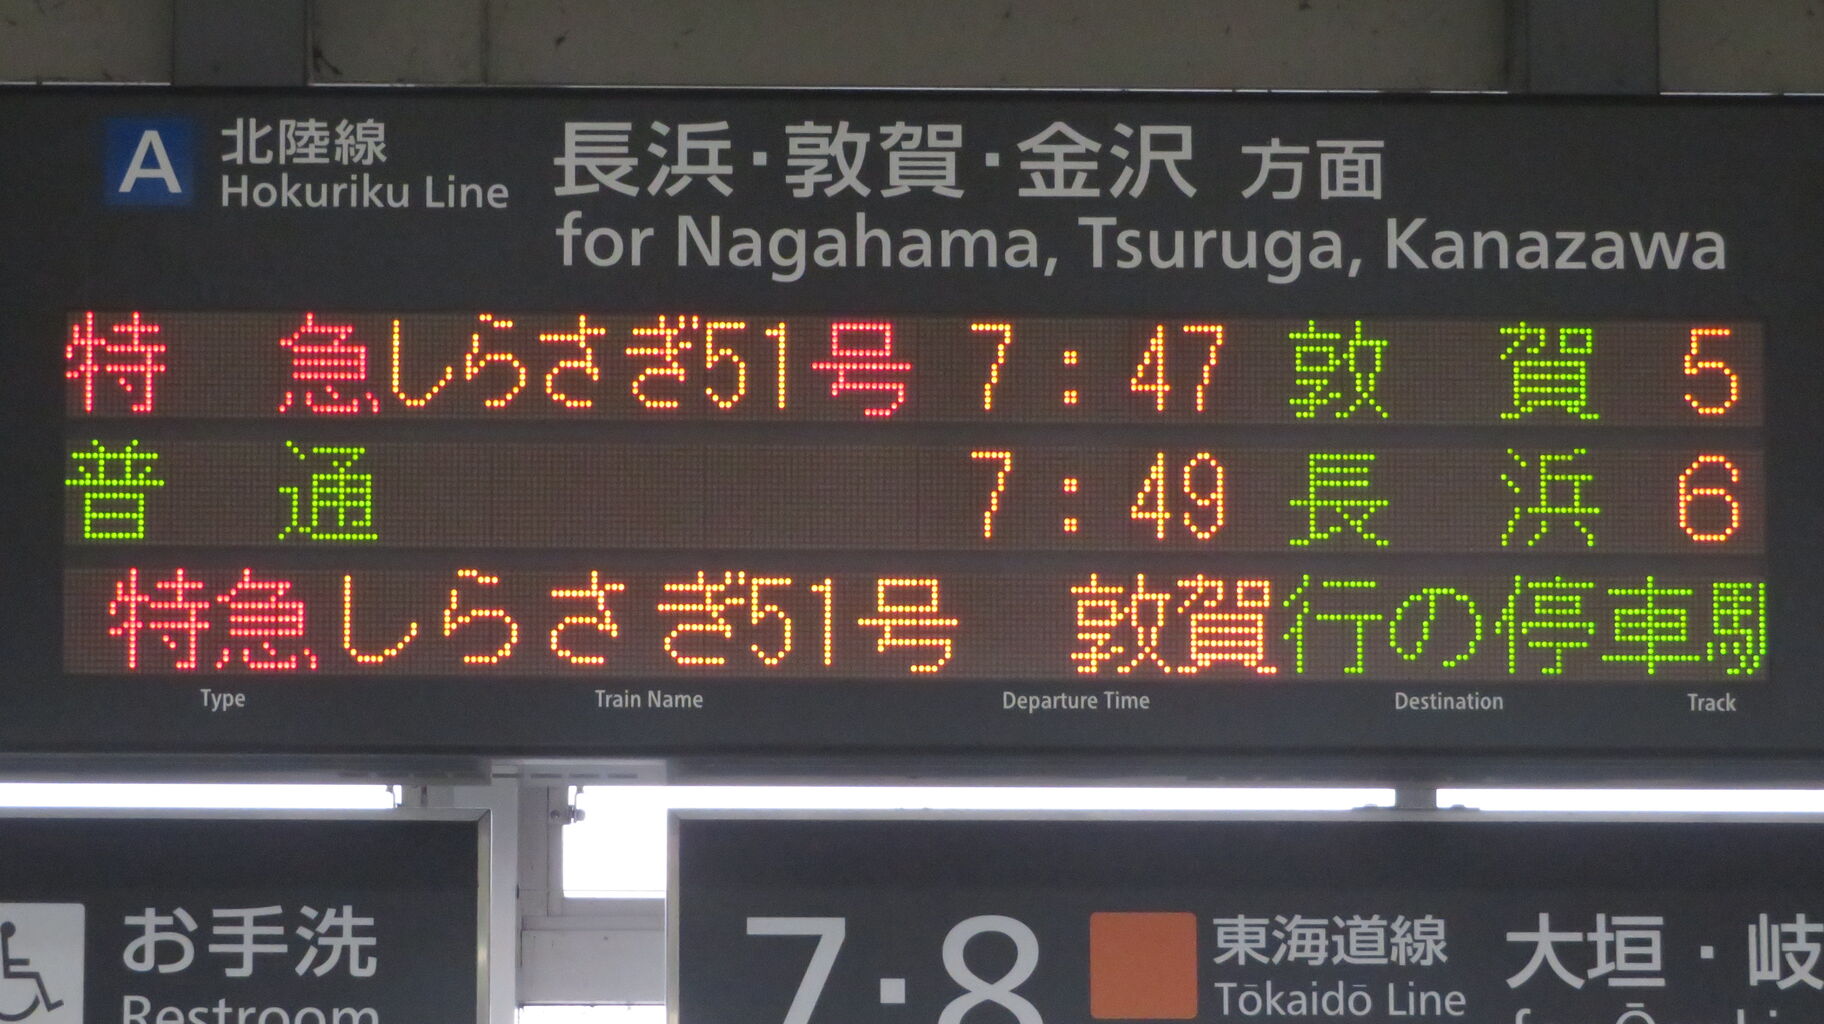 A 北陸線 長浜・敦賀・金沢 方面
Hokuriku Line for Nagahama, Tsuruga, Kanazawa
特 急 しらさぎ51号 7:47 敦 賀 5
普 通 7:49 長 浜 6
特急しらさぎ51号 敦賀行の停車駅
Type Train Name Departure Time Destination Track
お手洗
Restroom
7・8 東海道線 大垣・岐
Tōkaidō Line